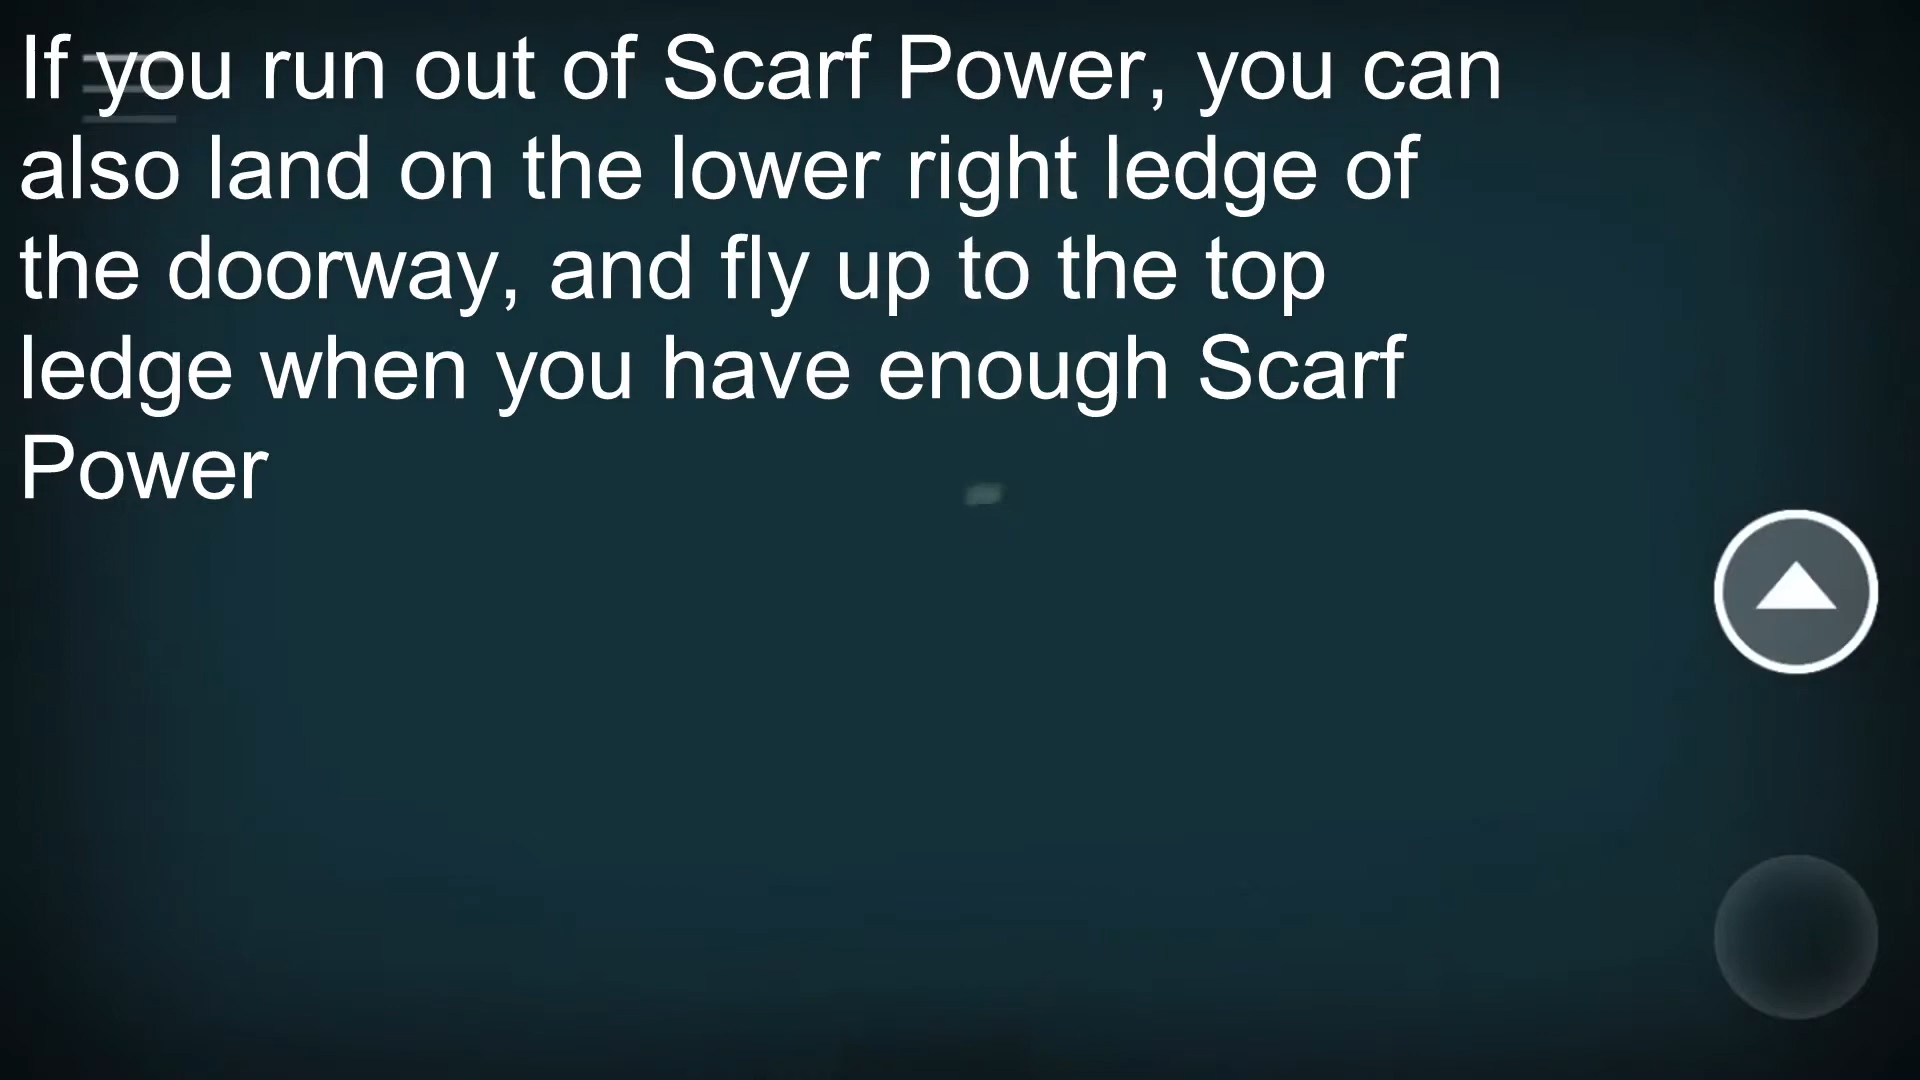 If you run out of Scarf Power, you can
also land on the lower right ledge of
the doorway, and fly up to the top
ledge when you have enough Scarf
Power